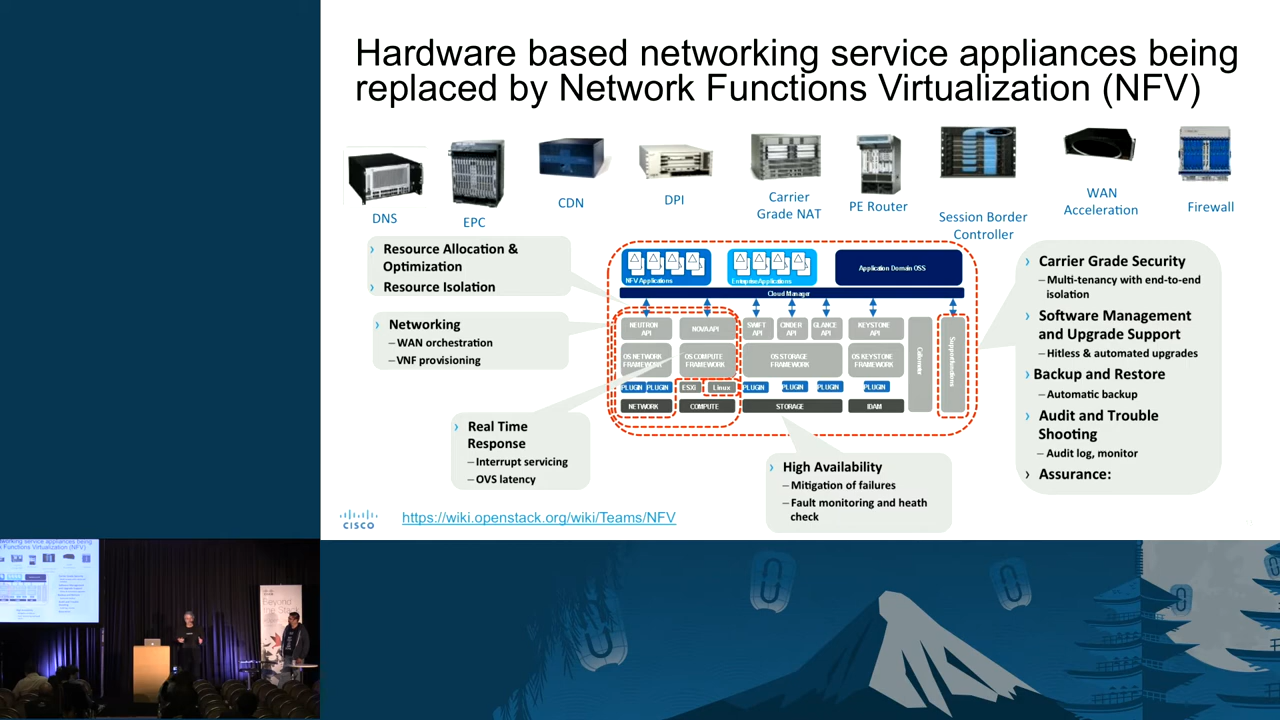 Hardware based networking service appliances being
replaced by Network Functions Virtualization (NFV)
DNS
EPC
CDN
DPI
Carrier
Grade NAT
PE Router
Session Border
Controller
WAN
Acceleration
Firewall
› Resource Allocation &
Optimization
› Resource Isolation
› Networking
–WAN orchestration
–VNF provisioning
› Real Time
Response
–Interrupt servicing
–OVS latency
NFV Applications
Enterprise Applications
Application Domain OSS
Cloud Manager
NEUTRON
API
NOVA API
SWIFT
API
CINDER
API
GLANCE
API
KEYSTONE
API
OS NETWORK
FRAMEWORK
OS COMPUTE
FRAMEWORK
OS STORAGE
FRAMEWORK
OS KEYSTONE
FRAMEWORK
Support functions
PLUGIN
PLUGIN
ESXi
Linux
PLUGIN
PLUGIN
PLUGIN
PLUGIN
NETWORK
COMPUTE
STORAGE
IDAM
› High Availability
–Mitigation of failures
–Fault monitoring and heath
check
› Carrier Grade Security
–Multi-tenancy with end-to-end
isolation
› Software Management
and Upgrade Support
–Hitless & automated upgrades
› Backup and Restore
–Automatic backup
› Audit and Trouble
Shooting
–Audit log, monitor
› Assurance:
CISCO
https://wiki.openstack.org/wiki/Teams/NFV
Beyond